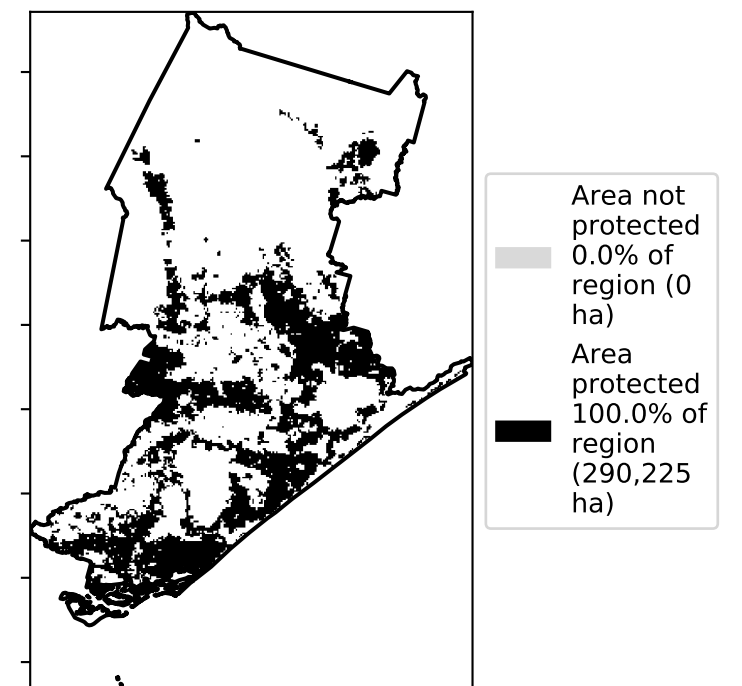 Area not
protected
0.0% of
region (0
ha)
Area
protected
100.0% of
region
(290,225
ha)